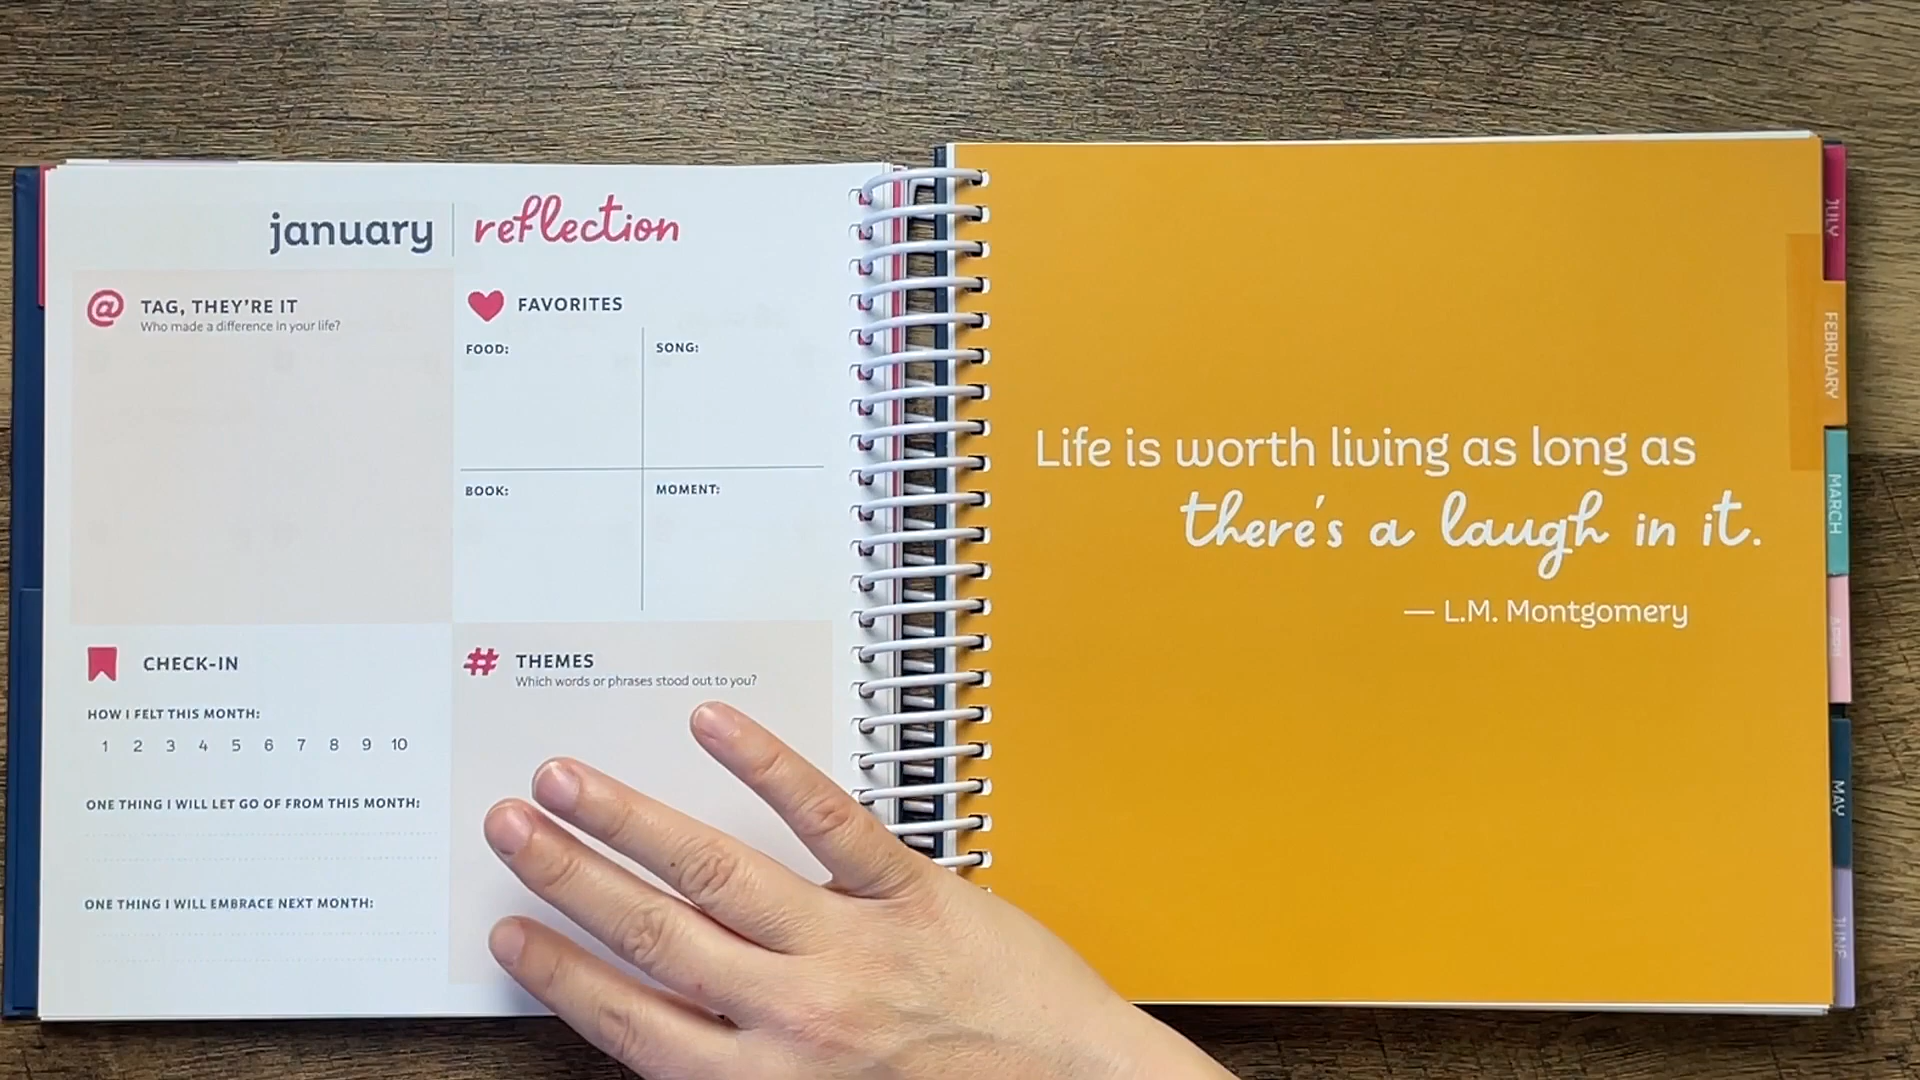 january reflection
TAG, THEY'RE IT
Who made a difference in your life?
FAVORITES
FOOD:
SONG:
BOOK:
MOMENT:
CHECK-IN
HOW I FELT THIS MONTH:
1 2 3 4 5 6 7 8 9 10
ONE THING I WILL LET GO OF FROM THIS MONTH:
ONE THING I WILL EMBRACE NEXT MONTH:
# THEMES
Which words or phrases stood out to you?
Life is worth living as long as
there's a laugh in it.
— L.M. Montgomery
JULY
FEBRUARY
MARCH
APRIL
MAY
JUNE